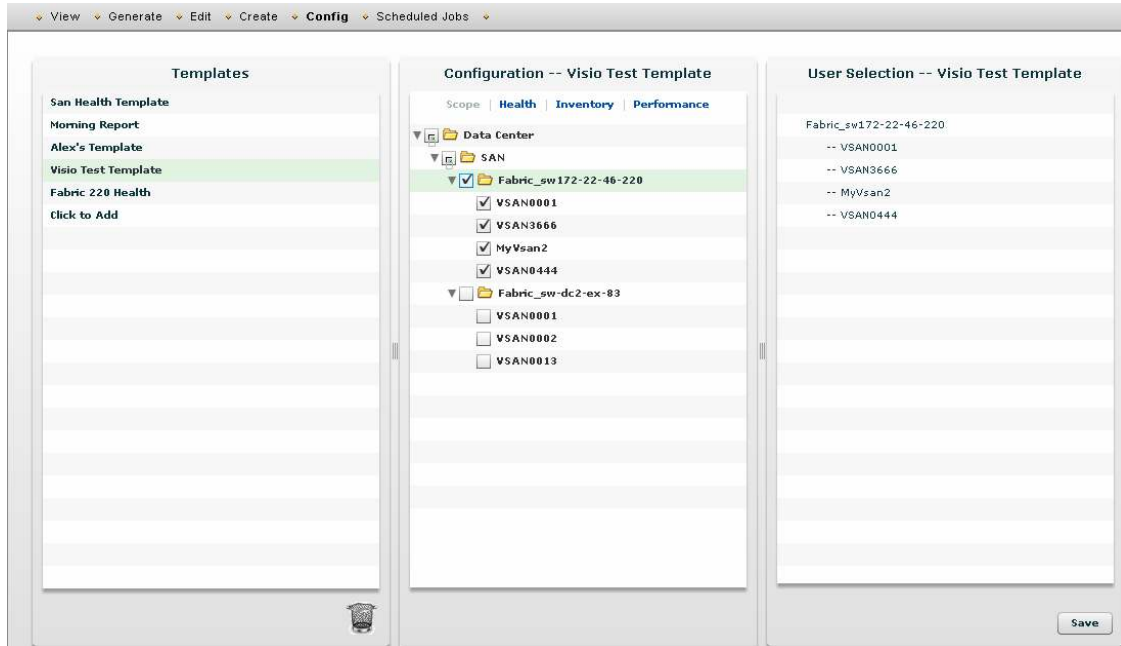 View Generate Edit Create Config Scheduled Jobs
Templates
San Health Template
Morning Report
Alex's Template
Visio Test Template
Fabric 220 Health
Click to Add
Configuration -- Visio Test Template
Scope | Health | Inventory | Performance
Data Center
SAN
Fabric_sw172-22-46-220
VSAN0001
VSAN3666
MyVsan2
VSAN0444
Fabric_sw-dc2-ex-83
VSAN0001
VSAN0002
VSAN0013
User Selection -- Visio Test Template
Fabric_sw172-22-46-220
-- VSAN0001
-- VSAN3666
-- MyVsan2
-- VSAN0444
Save